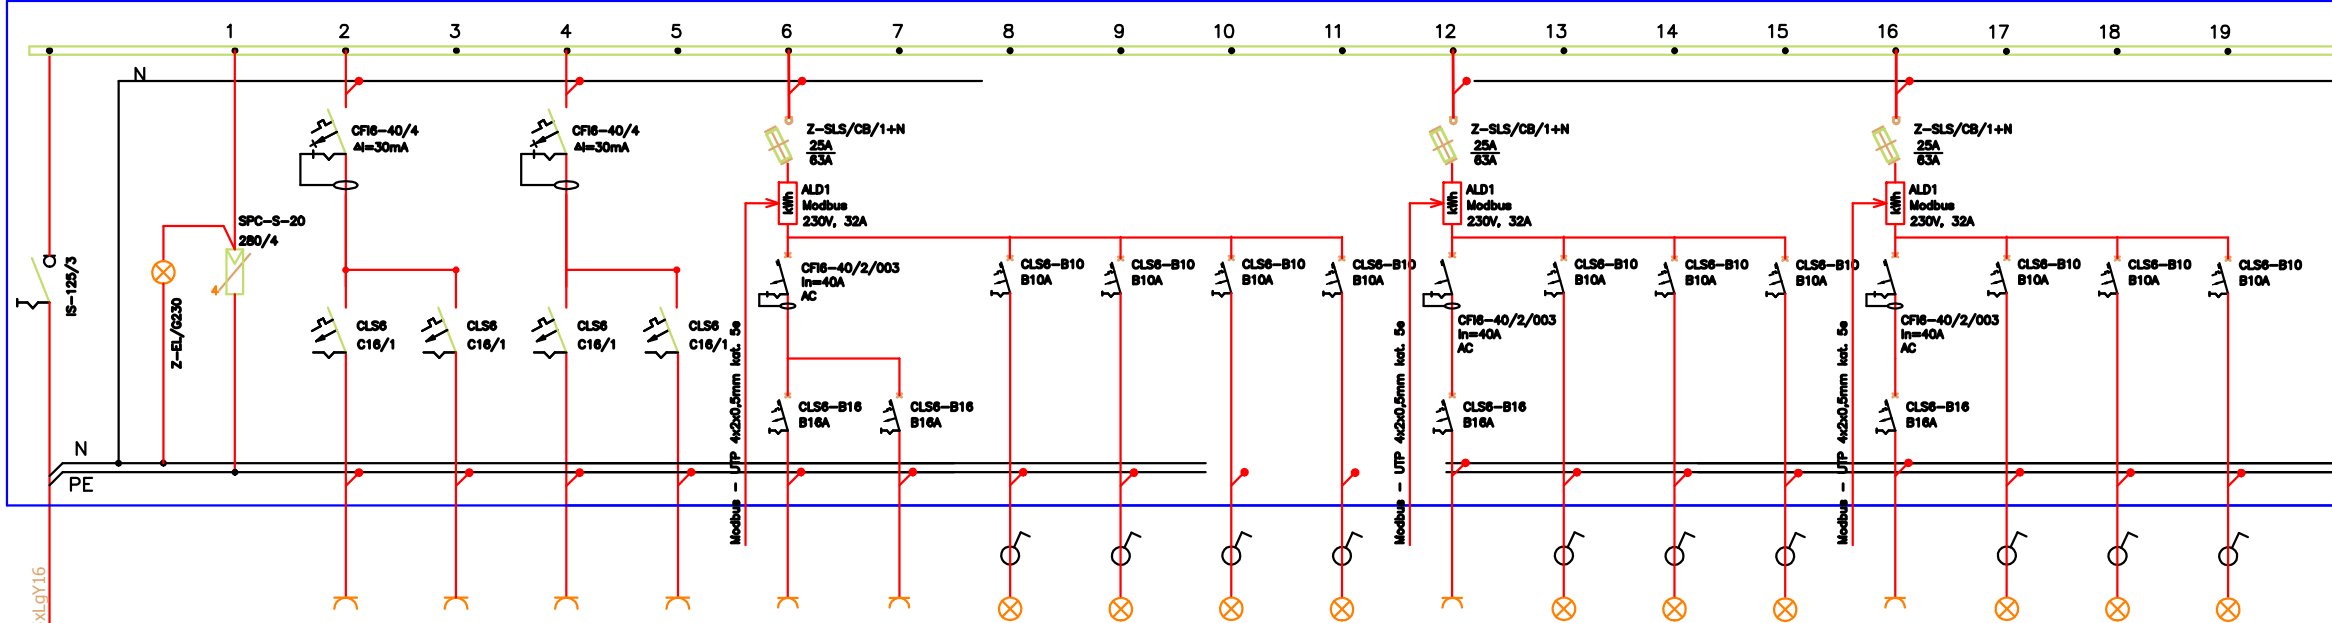 1 2 3 4 5 6 7 8 9 10 11 12 13 14 15 16 17 18 19
N
CFI6-40/4
ΔI=30mA
CFI6-40/4
ΔI=30mA
Z-SLS/CB/1+N
25A
63A
Z-SLS/CB/1+N
25A
63A
Z-SLS/CB/1+N
25A
63A
kWh
ALD1
Modbus
230V, 32A
kWh
ALD1
Modbus
230V, 32A
kWh
ALD1
Modbus
230V, 32A
SPC-S-20
280/4
4
IS-125/3
Z-EL/G230
CFI6-40/2/003
In=40A
AC
CLS6-B10
B10A
CLS6-B10
B10A
CLS6-B10
B10A
CLS6-B10
B10A
CLS6-B10
B10A
CLS6-B10
B10A
CLS6-B10
B10A
CLS6-B10
B10A
CLS6-B10
B10A
CLS6-B10
B10A
CFI6-40/2/003
In=40A
AC
CFI6-40/2/003
In=40A
AC
CLS6
C16/1
CLS6
C16/1
CLS6
C16/1
CLS6
C16/1
Modbus - UTP 4x2x0,5mm kat. 5e
Modbus - UTP 4x2x0,5mm kat. 5e
Modbus - UTP 4x2x0,5mm kat. 5e
CLS6-B16
B16A
CLS6-B16
B16A
CLS6-B16
B16A
CLS6-B16
B16A
N
PE
xLgY16